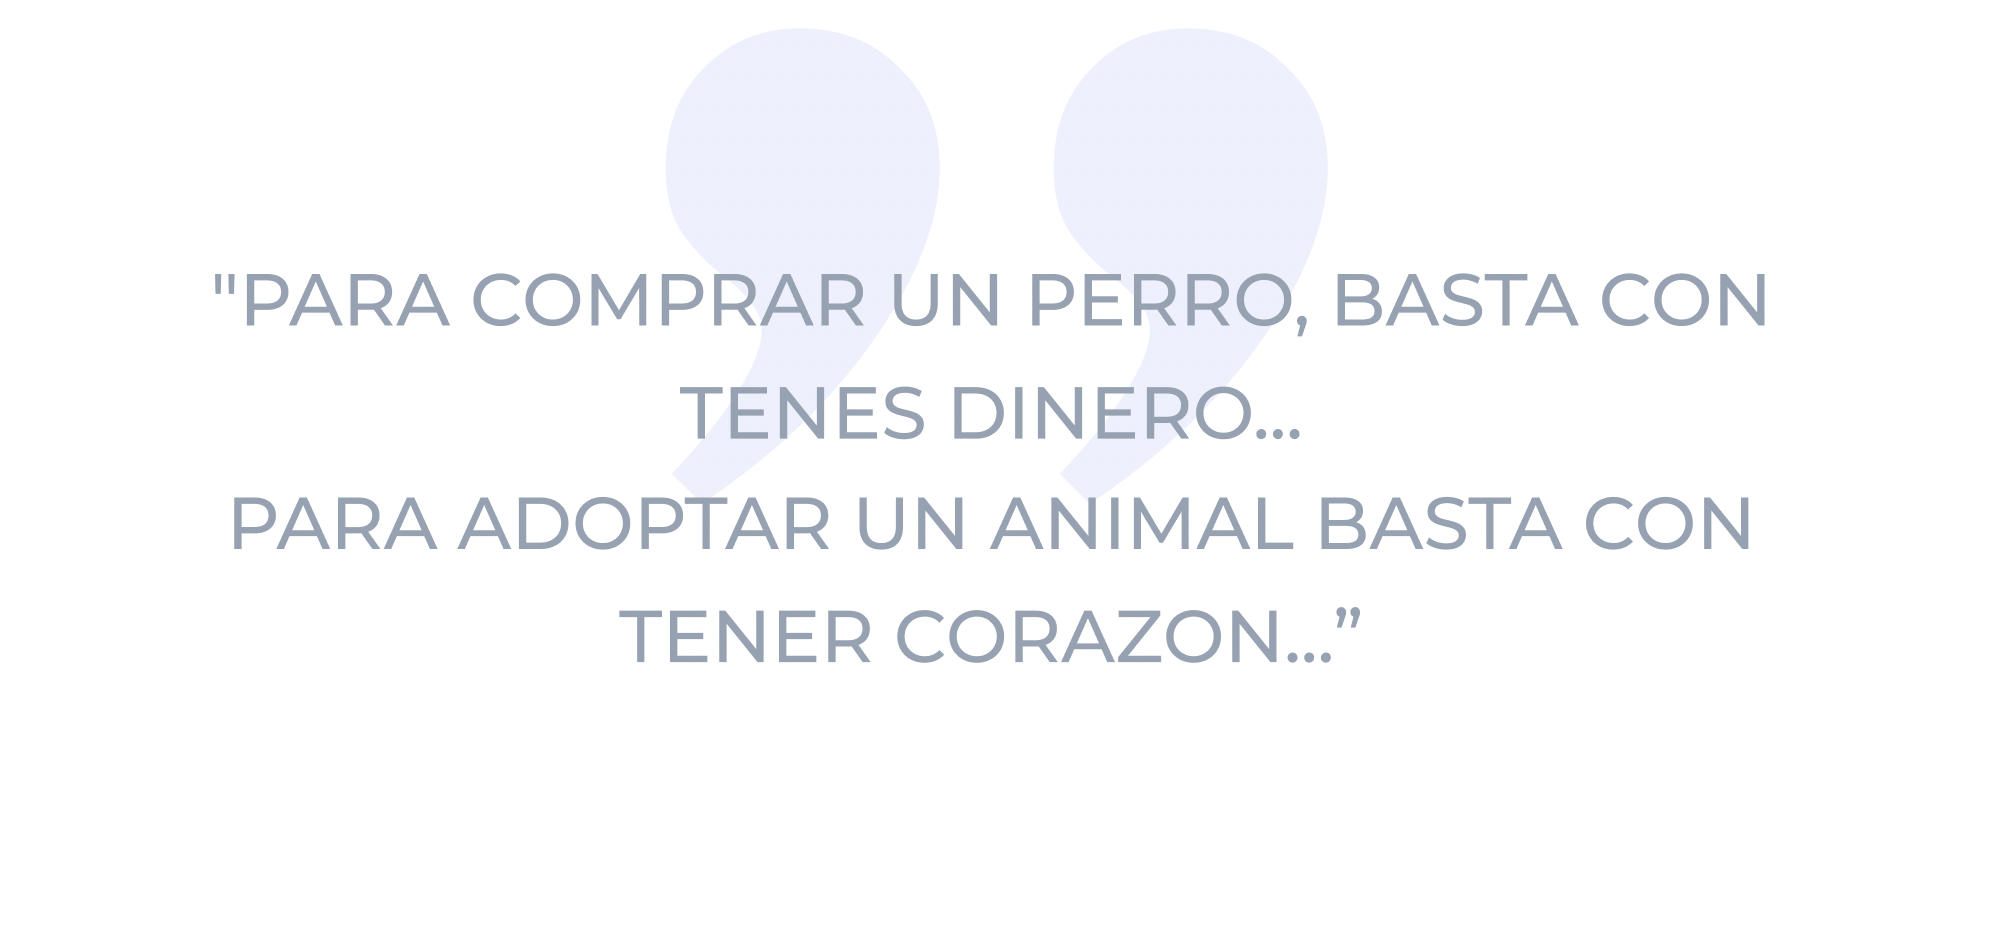 "PARA COMPRAR UN PERRO, BASTA CON
TENES DINERO...
PARA ADOPTAR UN ANIMAL BASTA CON
TENER CORAZON...”